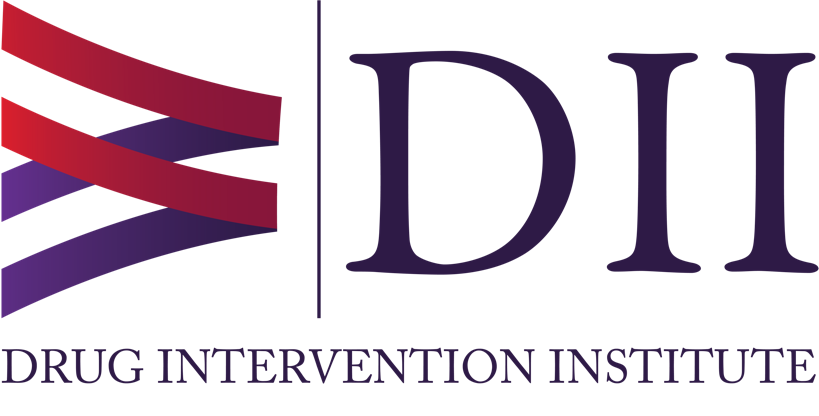 DII
DRUG INTERVENTION INSTITUTE